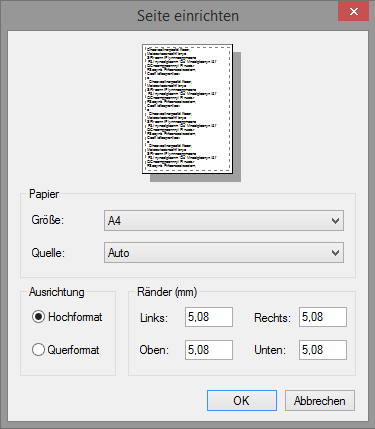 Seite einrichten
Papier
Größe: A4
Quelle: Auto
Ausrichtung
Hochformat
Querformat
Ränder (mm)
Links: 5,08 Rechts: 5,08
Oben: 5,08 Unten: 5,08
OK Abbrechen